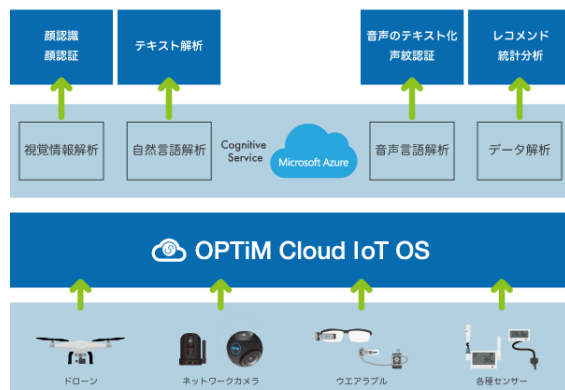 顔認識
顔認証
テキスト解析
音声のテキスト化
声紋認証
レコメンド
統計分析
視覚情報解析
自然言語解析
Cognitive
Service
Microsoft Azure
音声言語解析
データ解析
OPTiM Cloud IoT OS
ドローン
ネットワークカメラ
ウエアラブル
各種センサー